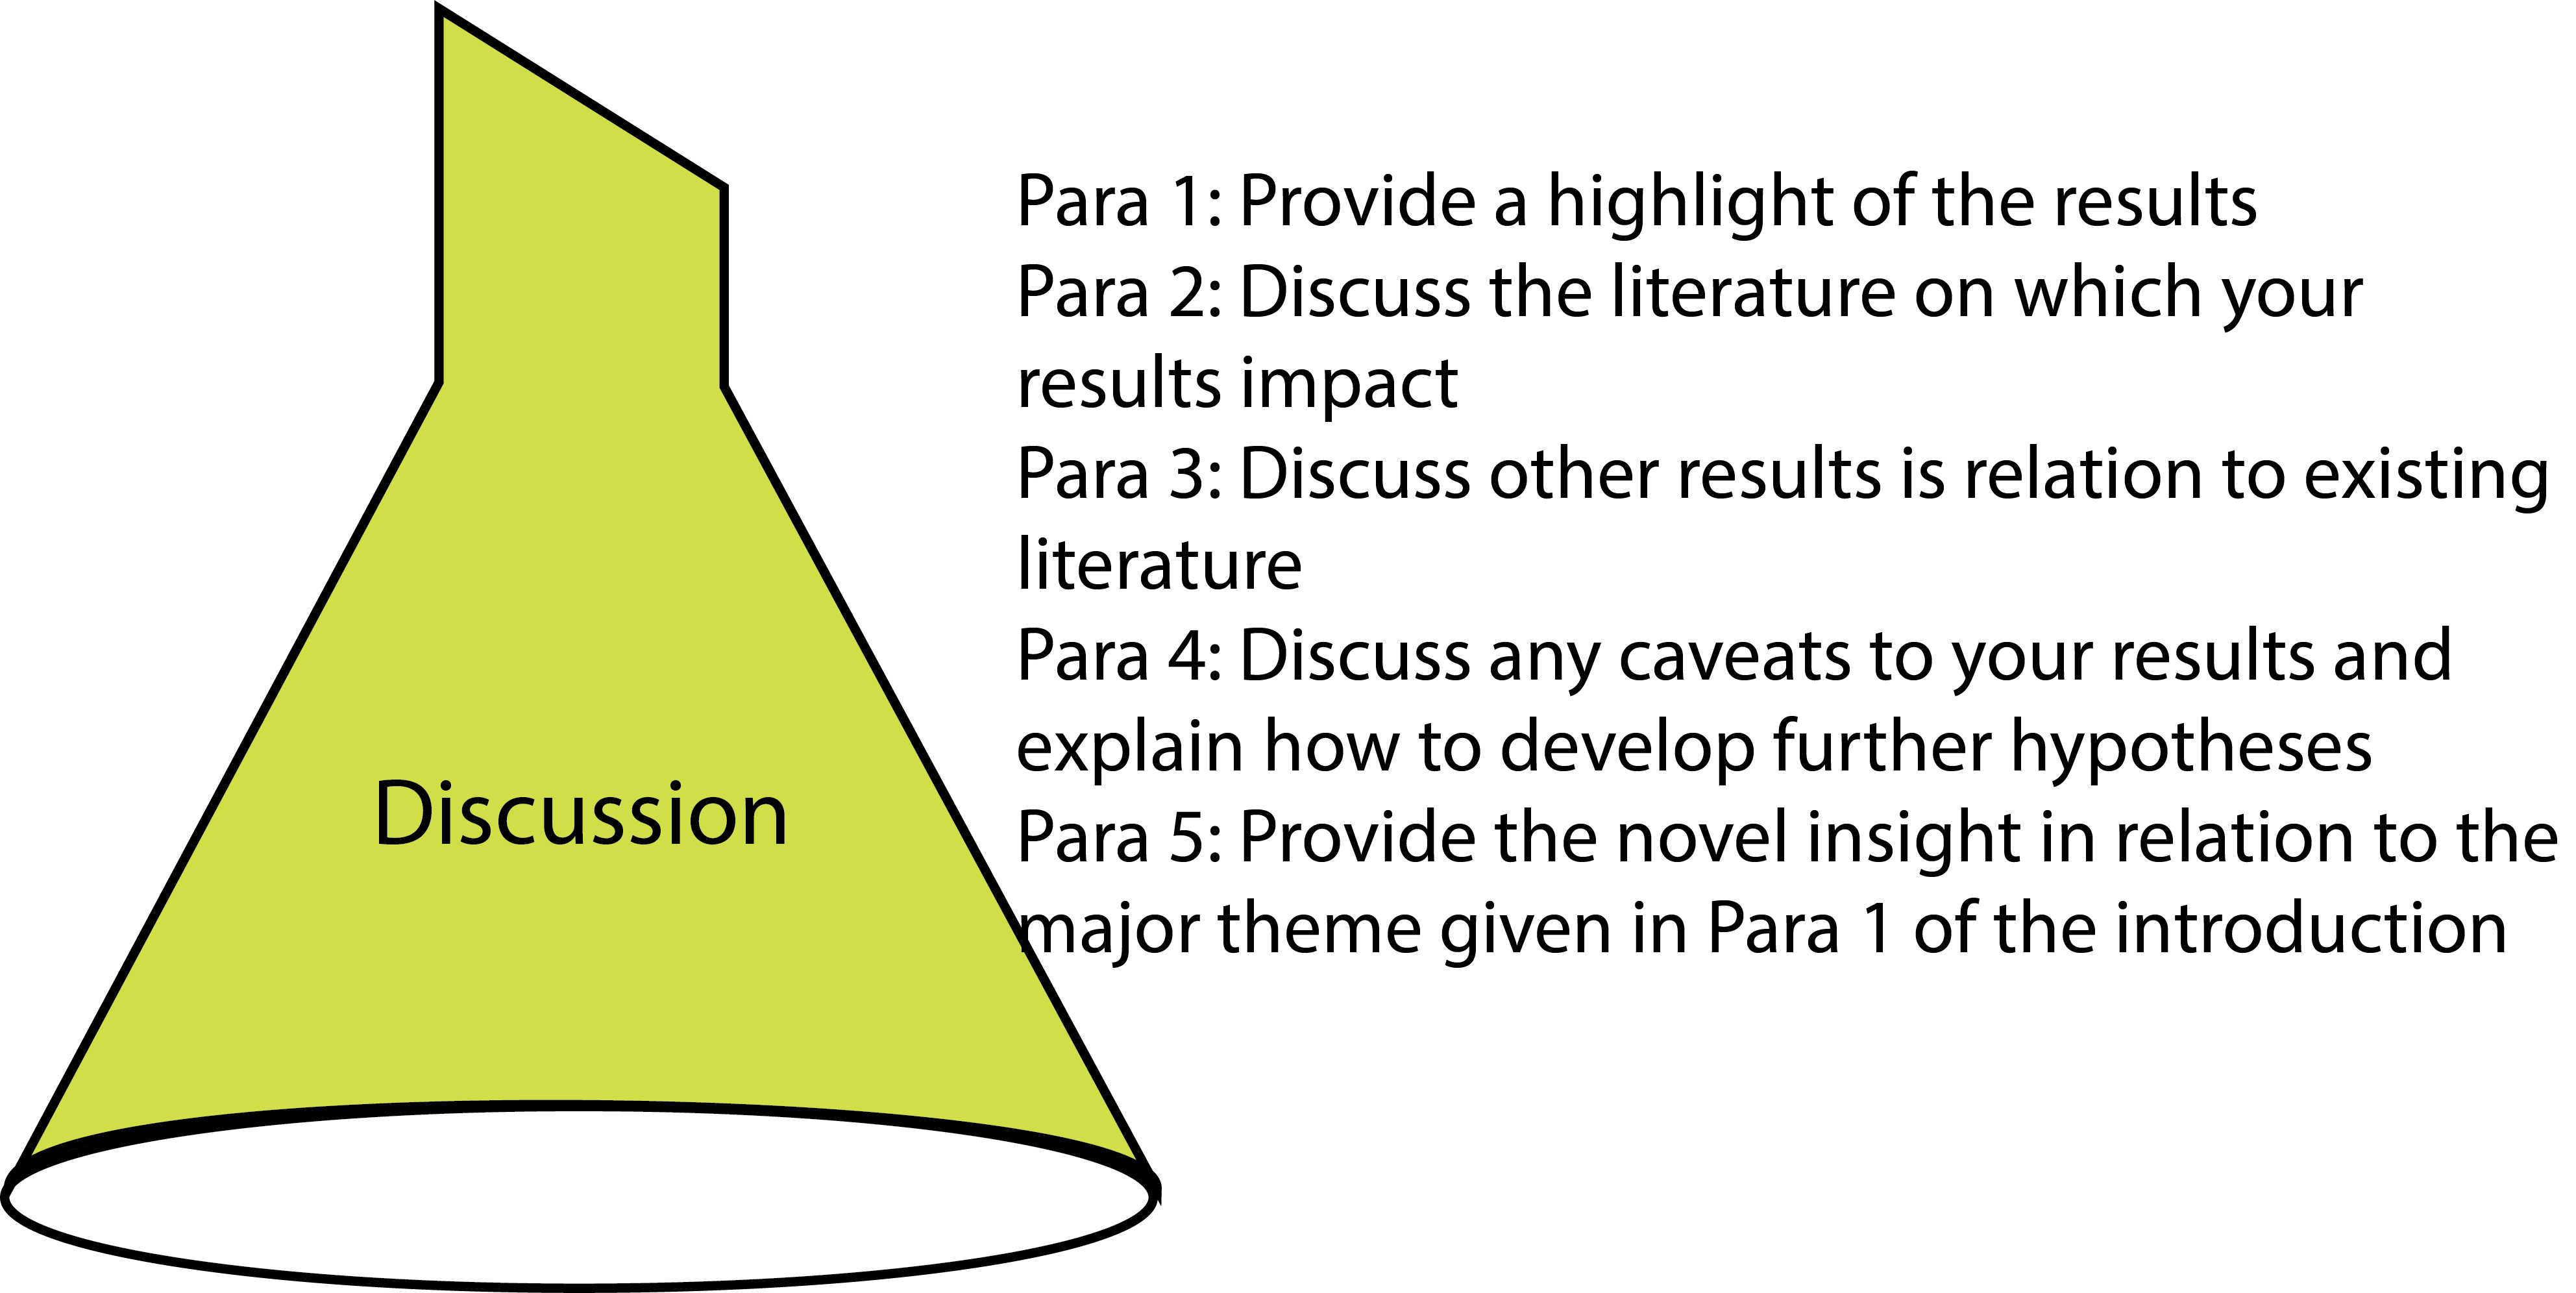 Para 1: Provide a highlight of the results
Para 2: Discuss the literature on which your
results impact
Para 3: Discuss other results is relation to existing
literature
Para 4: Discuss any caveats to your results and
explain how to develop further hypotheses
Para 5: Provide the novel insight in relation to the
major theme given in Para 1 of the introduction
Discussion